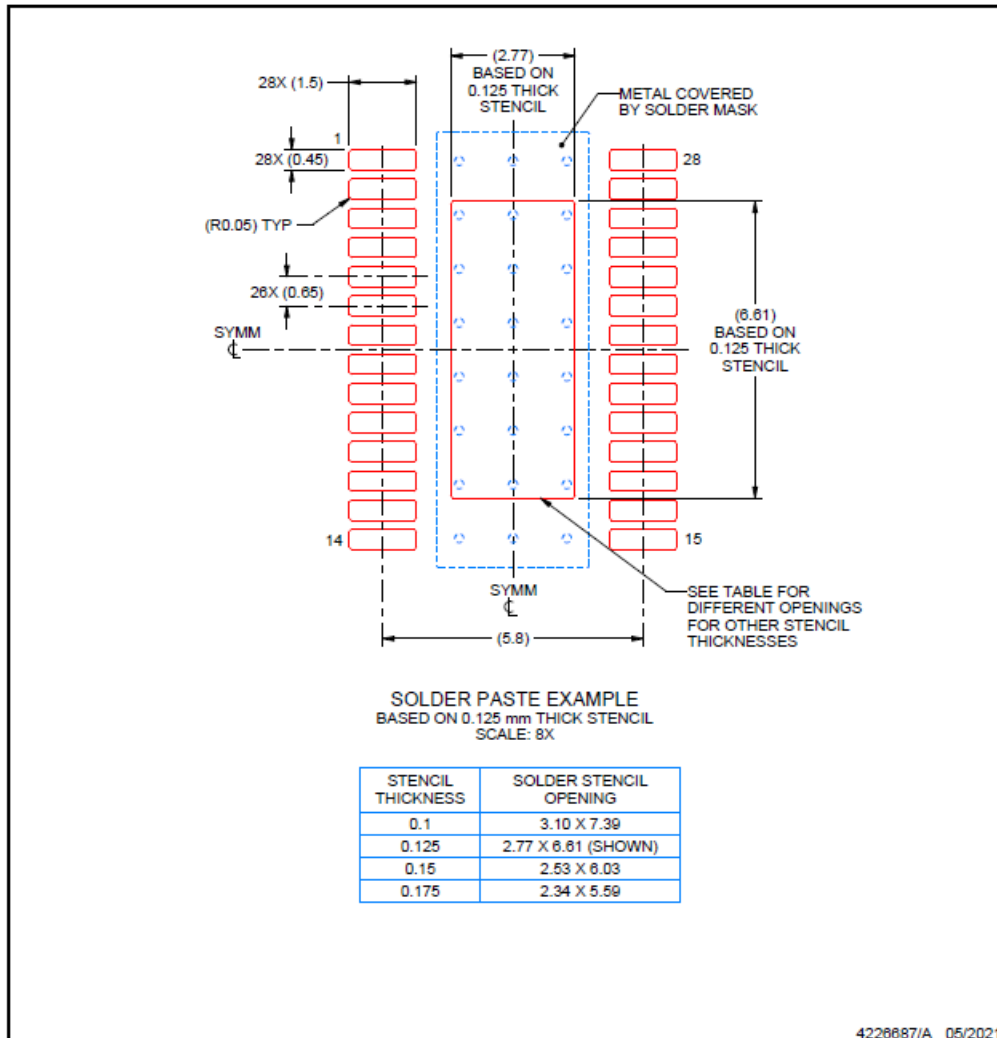 (2.77)
BASED ON
0.125 THICK
STENCIL
28X (1.5)
METAL COVERED
BY SOLDER MASK
1
28X (0.45)
28
(R0.05) TYP
26X (0.65)
(6.61)
BASED ON
0.125 THICK
STENCIL
SYMM
℄
14
15
SYMM
℄
SEE TABLE FOR
DIFFERENT OPENINGS
FOR OTHER STENCIL
THICKNESSES
(5.8)
SOLDER PASTE EXAMPLE
BASED ON 0.125 mm THICK STENCIL
SCALE: 8X
STENCIL THICKNESS SOLDER STENCIL OPENING
0.1 3.10 X 7.39
0.125 2.77 X 6.61 (SHOWN)
0.15 2.53 X 6.03
0.175 2.34 X 5.59
4226687/A 05/2021